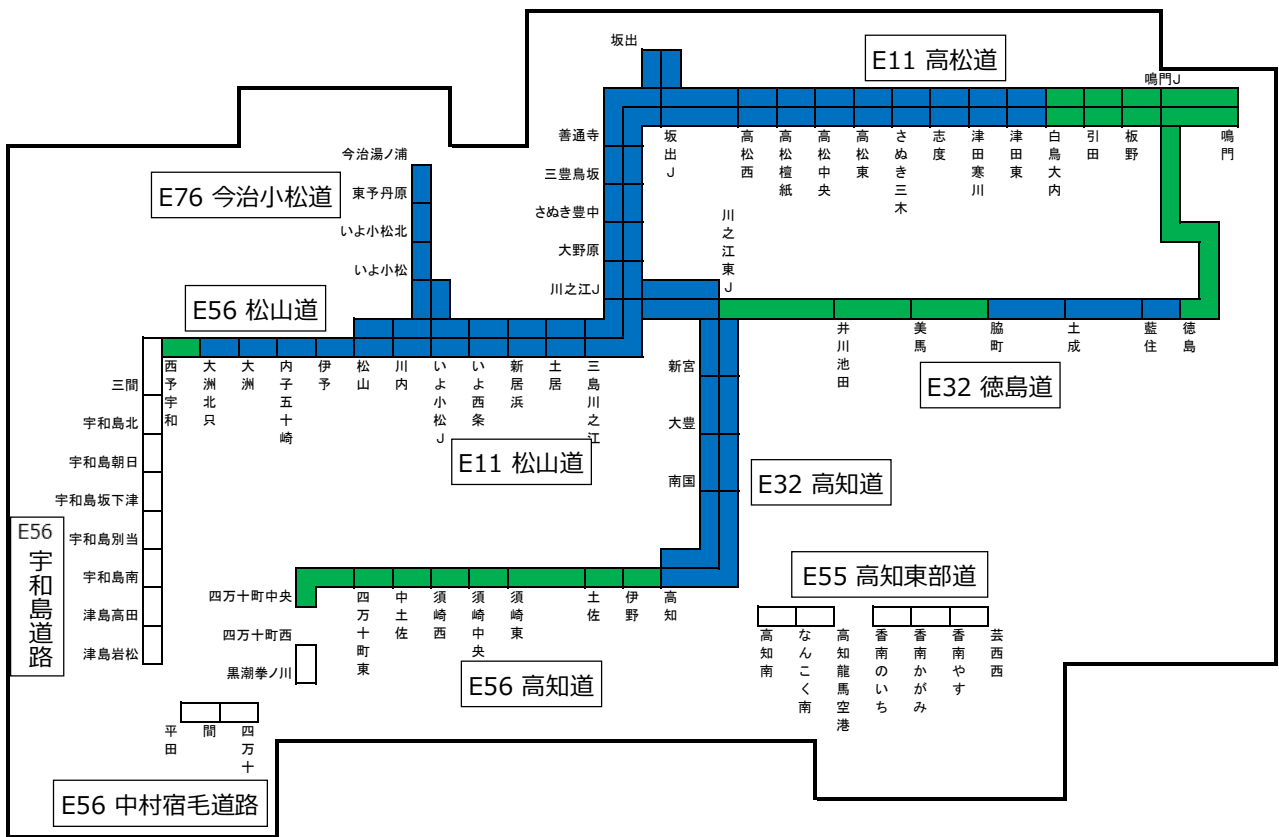 坂出
E11 高松道
鳴門J
善通寺
三豊鳥坂
さぬき豊中
大野原
川之江J
坂出J
高松西
高松檀紙
高松中央
高松東
さぬき三木
志度
津田寒川
津田東
白鳥大内
引田
板野
鳴門
今治湯ノ浦
東予丹原
いよ小松北
いよ小松
E76 今治小松道
川之江東J
E56 松山道
西予宇和
大洲北只
大洲
内子五十崎
伊予
松山
川内
いよ小松J
いよ西条
新居浜
土居
三島川之江
E11 松山道
井川池田
美馬
脇町
土成
藍住
徳島
E32 徳島道
新宮
大豊
南国
E32 高知道
三間
宇和島北
宇和島朝日
宇和島坂下津
宇和島別当
宇和島南
津島高田
津島岩松
E56
宇和島道路
四万十町中央
四万十町西
黒潮拳ノ川
四万十町東
中土佐
須崎西
須崎中央
須崎東
土佐
伊野
高知
E56 高知道
E55 高知東部道
高知南
なんこく南
高知龍馬空港
香南のいち
香南かがみ
香南やす
芸西西
平田
間
四万十
E56 中村宿毛道路